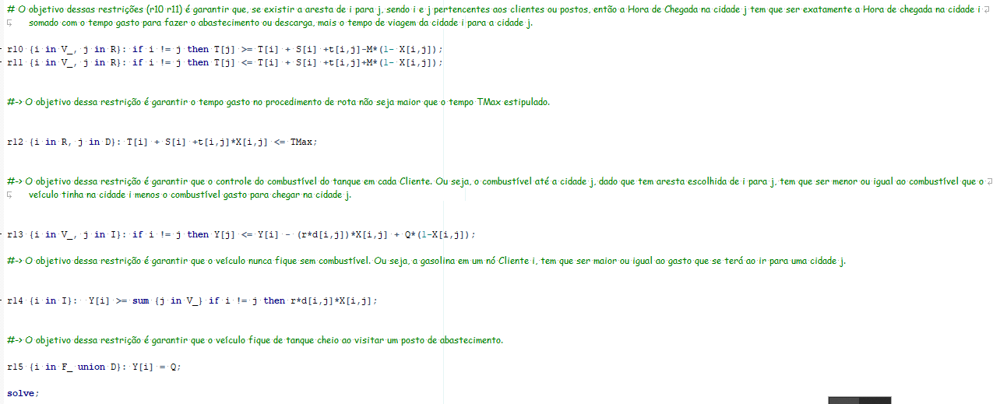 # O objetivo dessas restrições (r10 r11) é garantir que, se existir a aresta de i para j, sendo i e j pertencentes aos clientes ou postos, então a Hora de Chegada na cidade j tem que ser exatamente a Hora de chegada na cidade i
somado com o tempo gasto para fazer o abastecimento ou descarga, mais o tempo de viagem da cidade i para a cidade j.
r10 {i in V_, j in R}: if i != j then T[j] >= T[i] + S[i] +t[i,j]-M*(1- X[i,j]);
r11 {i in V_, j in R}: if i != j then T[j] <= T[i] + S[i] +t[i,j]+M*(1- X[i,j]);
#-> O objetivo dessa restrição é garantir o tempo gasto no procedimento de rota não seja maior que o tempo TMax estipulado.
r12 {i in R, j in D}: T[i] + S[i] +t[i,j]*X[i,j] <= TMax;
#-> O objetivo dessa restrição é garantir que o controle do combustível do tanque em cada Cliente. Ou seja, o combustível até a cidade j, dado que tem aresta escolhida de i para j, tem que ser menor ou igual ao combustível que o
veículo tinha na cidade i menos o combustível gasto para chegar na cidade j.
r13 {i in V_, j in I}: if i != j then Y[j] <= Y[i] - (r*d[i,j])*X[i,j] + Q*(1-X[i,j]);
#-> O objetivo dessa restrição é garantir que o veículo nunca fique sem combustível. Ou seja, a gasolina em um nó Cliente i, tem que ser maior ou igual ao gasto que se terá ao ir para uma cidade j.
r14 {i in I}:  Y[i] >= sum {j in V_} if i != j then r*d[i,j]*X[i,j];
#-> O objetivo dessa restrição é garantir que o veículo fique de tanque cheio ao visitar um posto de abastecimento.
r15 {i in F_ union D}: Y[i] = Q;
solve;